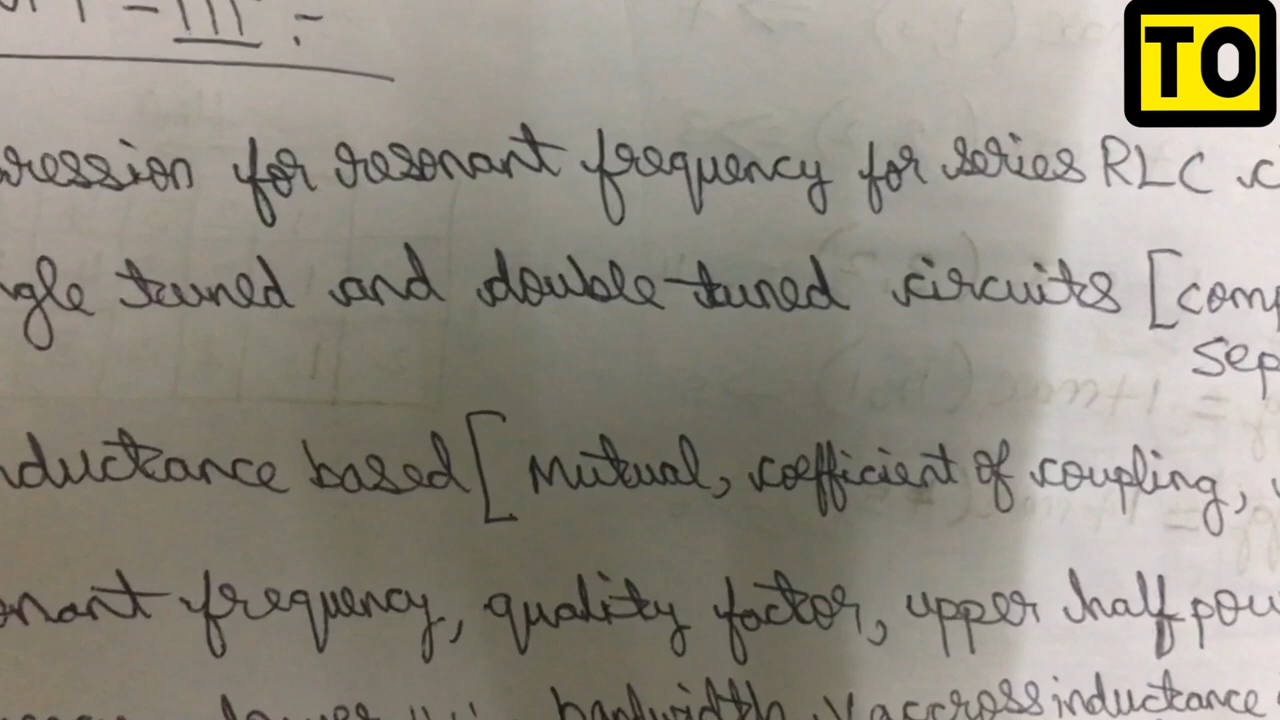 -III :-
TO
ression for resonant frequency for series RLC
gle tuned and double-tuned circuits [com
Sep
nductance based [Mutual, coefficient of coupling,
onant frequency, quality factor, upper half pow
bandwidth, V accross inductance